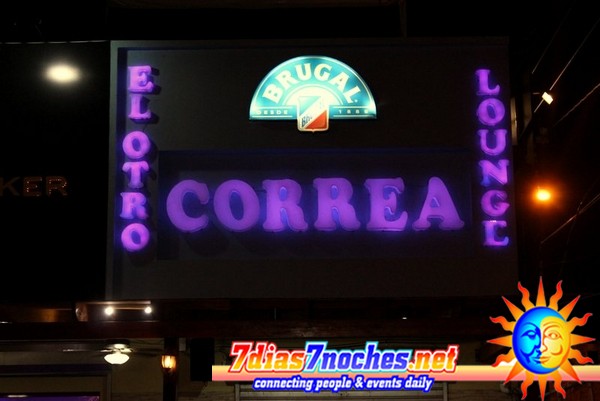 BRUGAL
DESDE 1888
EL OTRO
CORREA
LOUNGE
KER
7dias7noches.net
connecting people & events daily